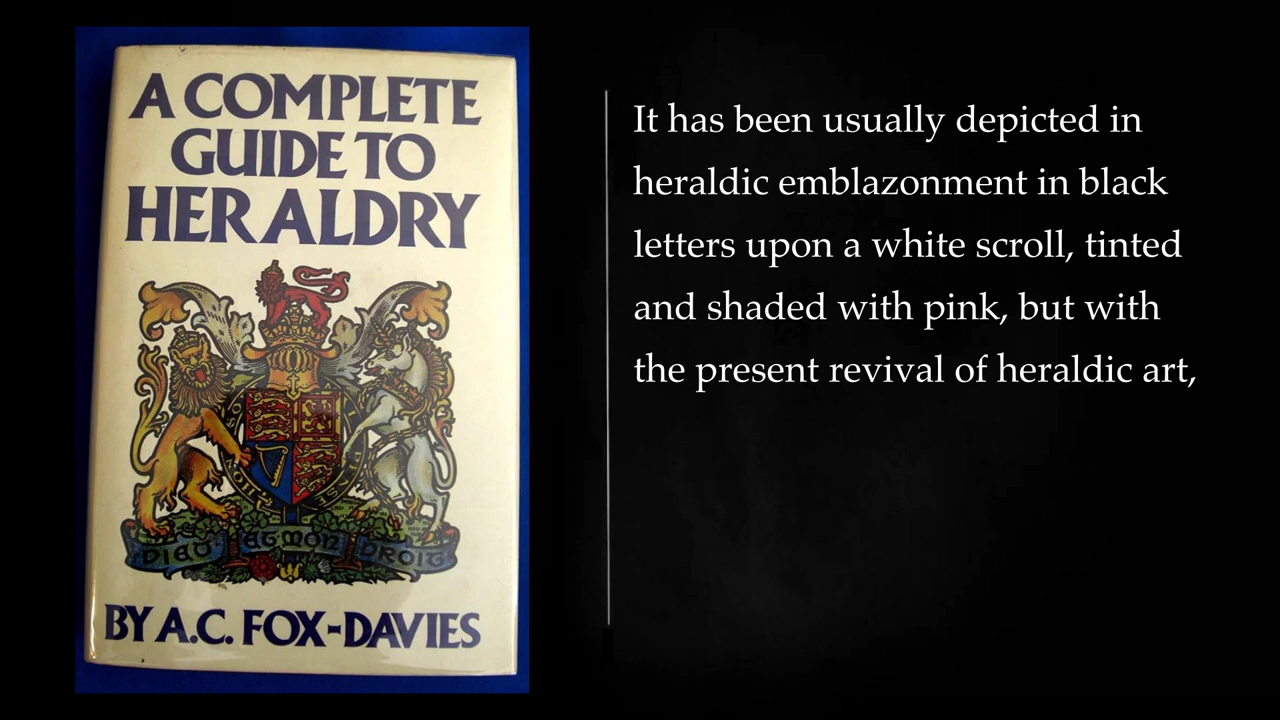 A COMPLETE
GUIDE TO
HERALDRY
DIEU ET MON DROIT
BY A.C. FOX-DAVIES
It has been usually depicted in
heraldic emblazonment in black
letters upon a white scroll, tinted
and shaded with pink, but with
the present revival of heraldic art,